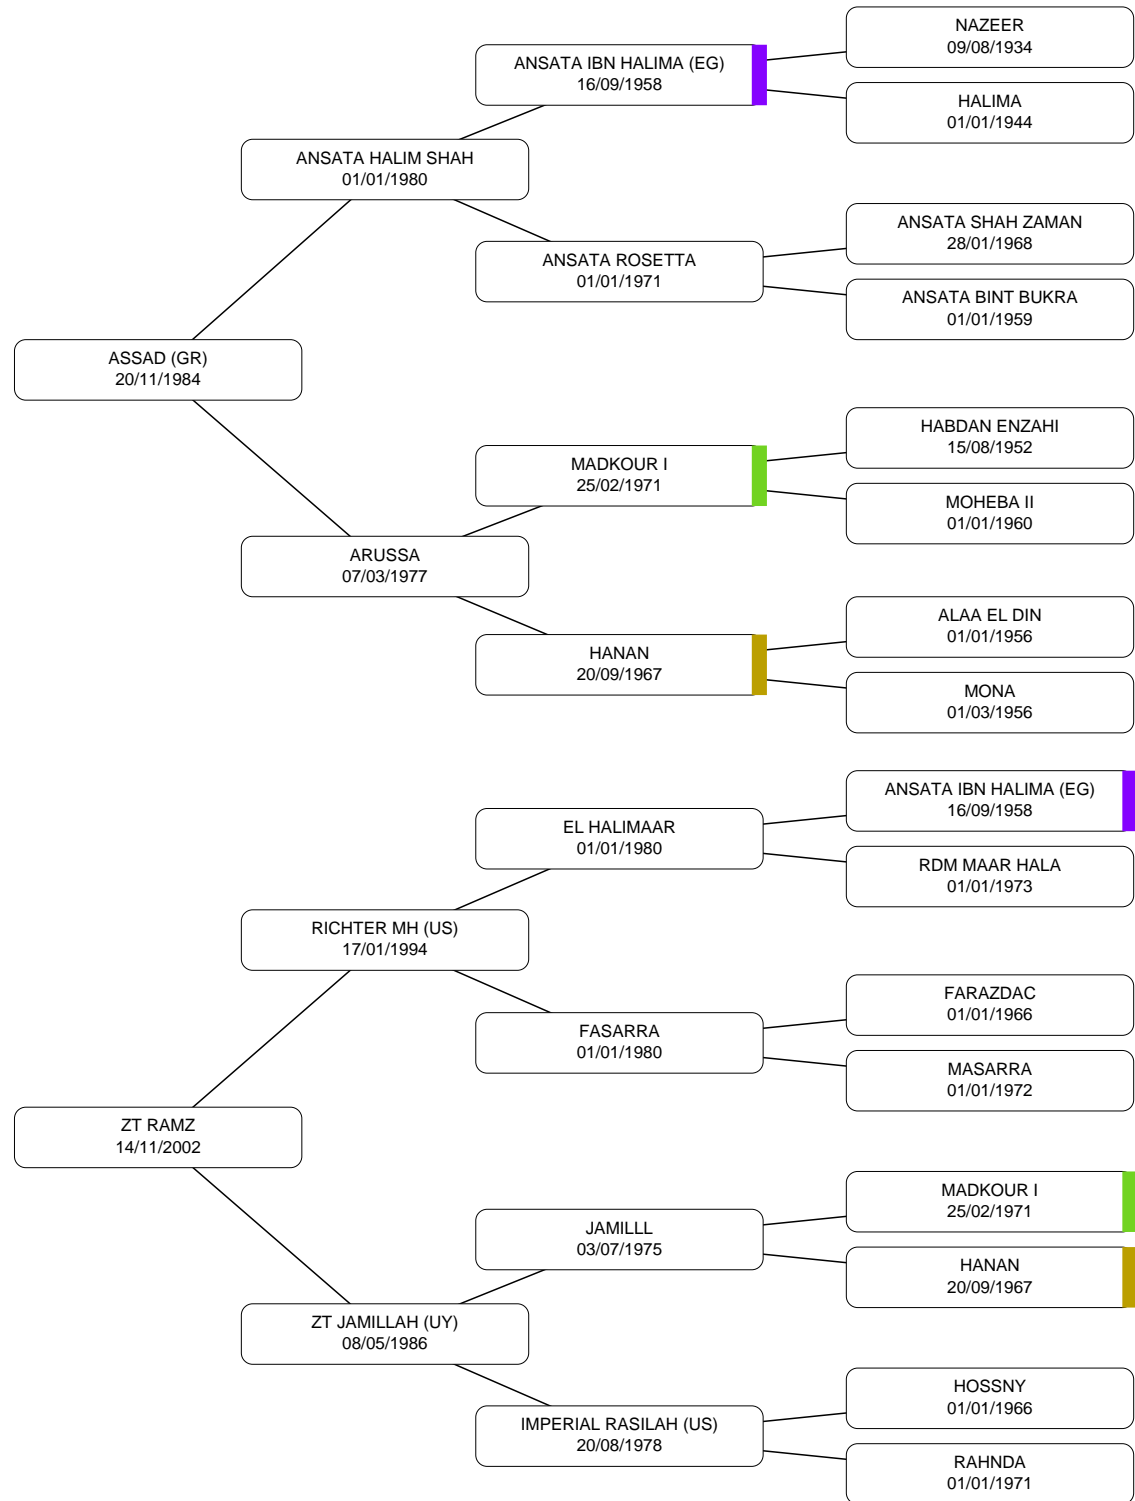 NAZEER
09/08/1934
ANSATA IBN HALIMA (EG)
16/09/1958
HALIMA
01/01/1944
ANSATA HALIM SHAH
01/01/1980
ANSATA SHAH ZAMAN
28/01/1968
ANSATA ROSETTA
01/01/1971
ANSATA BINT BUKRA
01/01/1959
ASSAD (GR)
20/11/1984
HABDAN ENZAHI
15/08/1952
MADKOUR I
25/02/1971
MOHEBA II
01/01/1960
ARUSSA
07/03/1977
ALAA EL DIN
01/01/1956
HANAN
20/09/1967
MONA
01/03/1956
ANSATA IBN HALIMA (EG)
16/09/1958
EL HALIMAAR
01/01/1980
RDM MAAR HALA
01/01/1973
RICHTER MH (US)
17/01/1994
FARAZDAC
01/01/1966
FASARRA
01/01/1980
MASARRA
01/01/1972
ZT RAMZ
14/11/2002
MADKOUR I
25/02/1971
JAMILLL
03/07/1975
HANAN
20/09/1967
ZT JAMILLAH (UY)
08/05/1986
HOSSNY
01/01/1966
IMPERIAL RASILAH (US)
20/08/1978
RAHNDA
01/01/1971